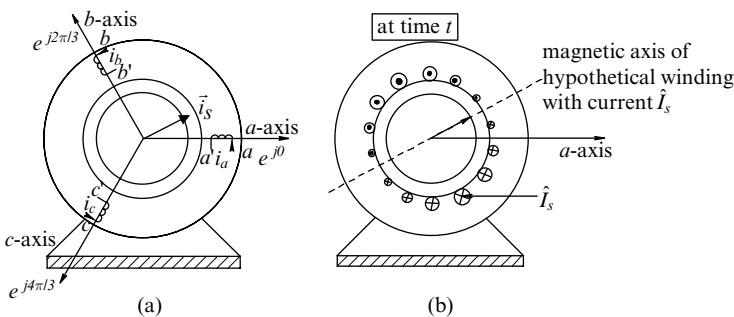 b-axis
e^{j2π/3}
b
i_b
b'
i⃗_s
a-axis
a' i_a a e^{j0}
c'
i_c
c
c-axis
e^{j4π/3}
(a)
at time t
magnetic axis of
hypothetical winding
with current Î_s
a-axis
Î_s
(b)